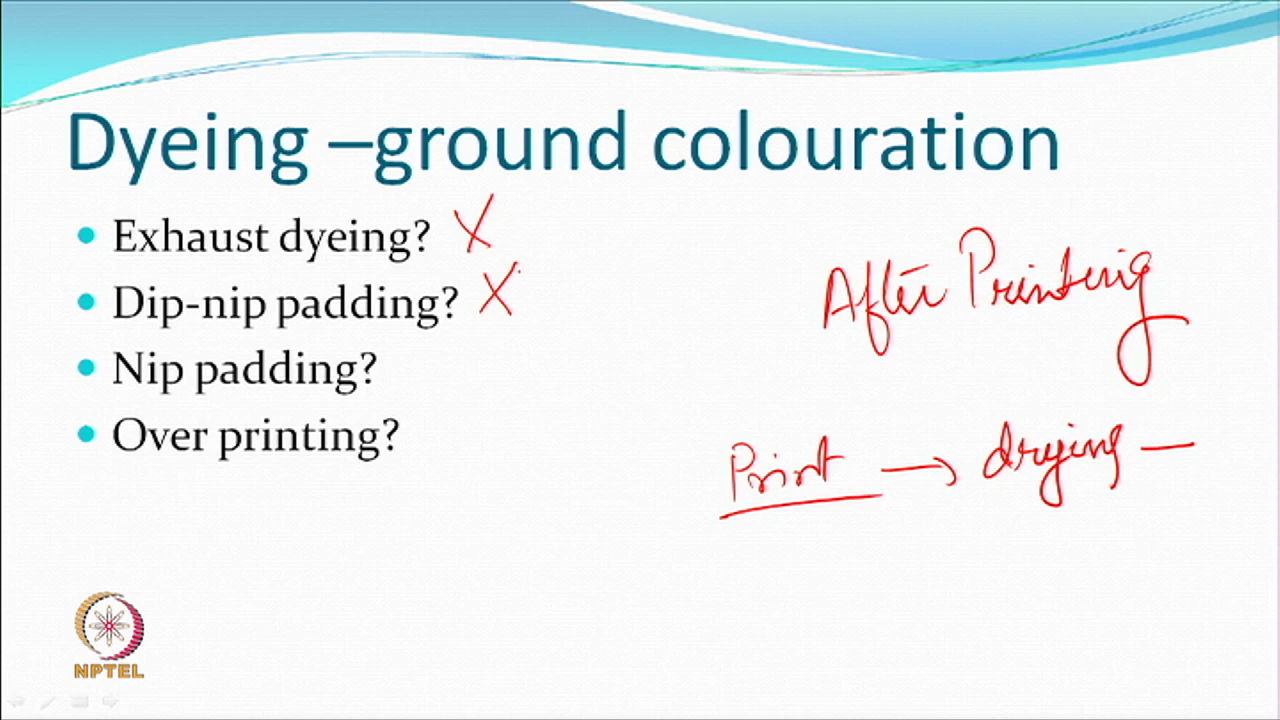 Dyeing –ground colouration
Exhaust dyeing? X
Dip-nip padding? X
Nip padding?
Over printing?
After Printing
Print → drying —
NPTEL